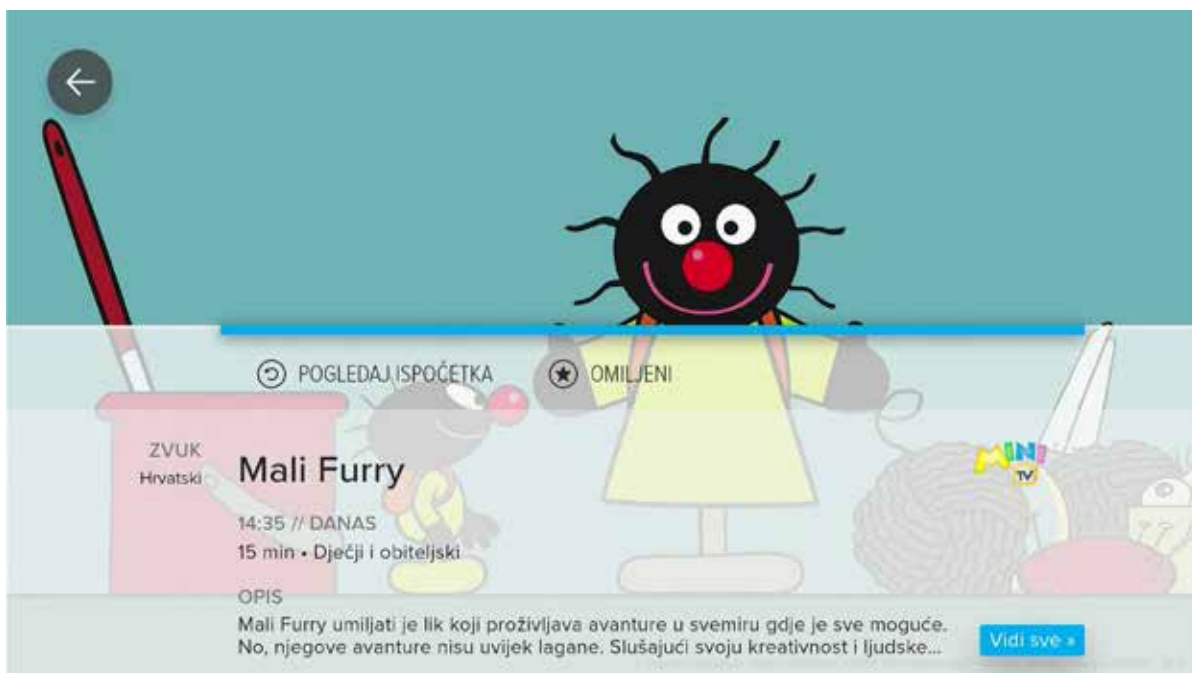 POGLEDAJ ISPOČETKA
OMILJENI
ZVUK
Hrvatski
Mali Furry
MINI
TV
14:35 // DANAS
15 min • Dječji i obiteljski
OPIS
Mali Furry umiljati je lik koji proživljava avanture u svemiru gdje je sve moguće.
No, njegove avanture nisu uvijek lagane. Slušajući svoju kreativnost i ljudske...
Vidi sve »